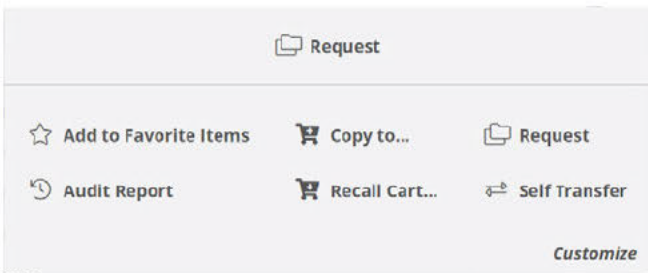 Request
Add to Favorite Items Copy to... Request
Audit Report Recall Cart... Self Transfer
Customize